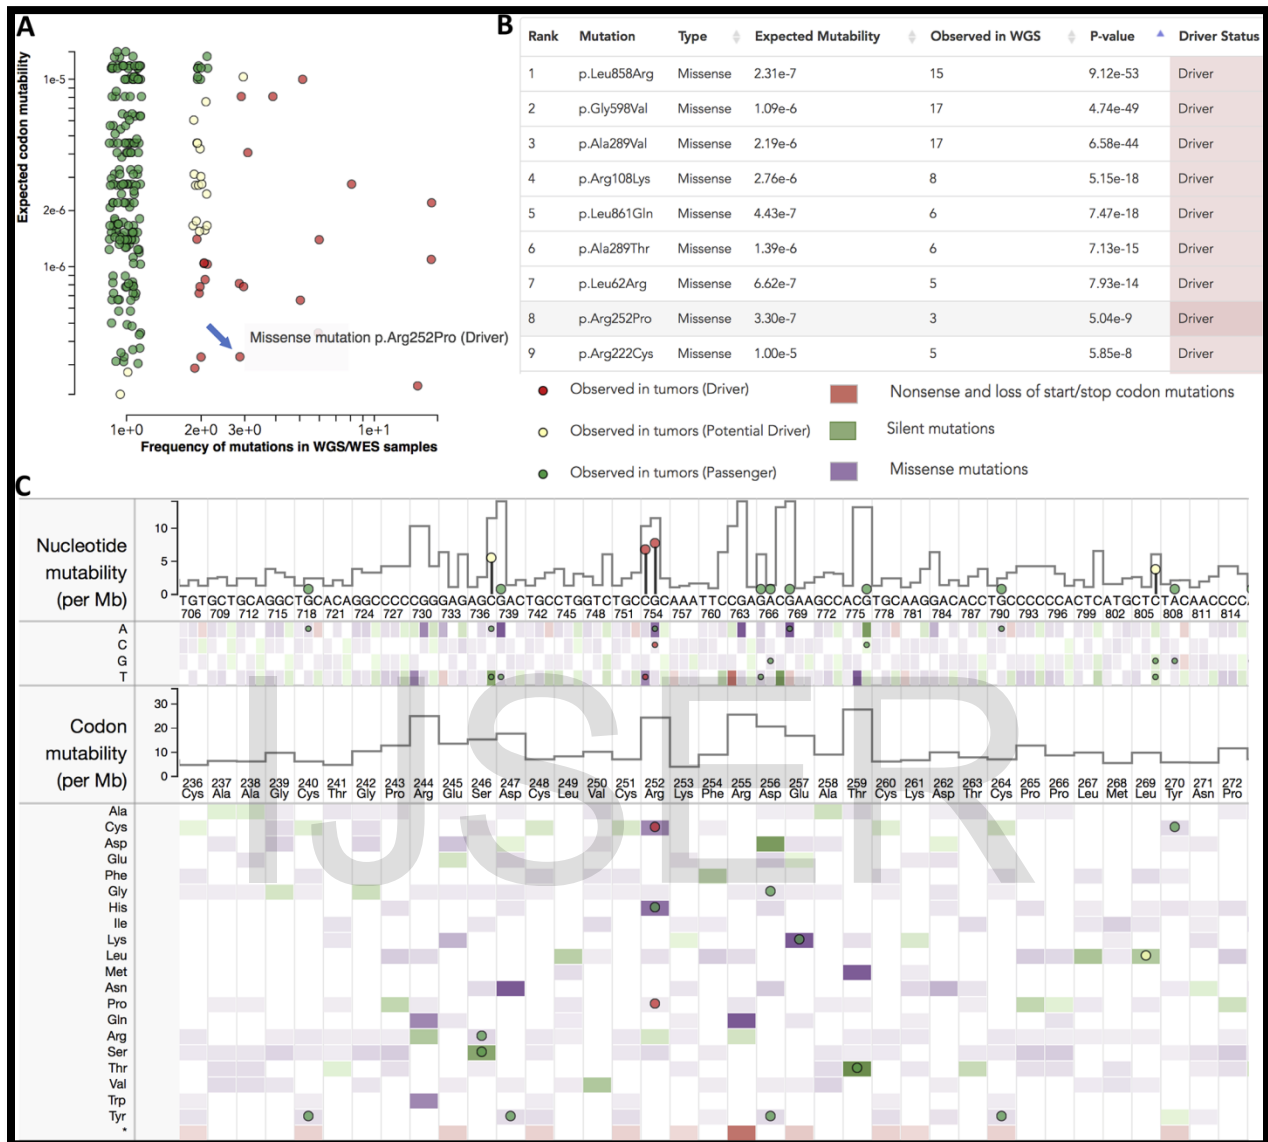 A
Expected codon mutability
1e-5
2e-6
1e-6
Missense mutation p.Arg252Pro (Driver)
1e+0 2e+0 3e+0 1e+1
Frequency of mutations in WGS/WES samples
B
Rank Mutation Type Expected Mutability Observed in WGS P-value Driver Status
1 p.Leu858Arg Missense 2.31e-7 15 9.12e-53 Driver
2 p.Gly598Val Missense 1.09e-6 17 4.74e-49 Driver
3 p.Ala289Val Missense 2.19e-6 17 6.58e-44 Driver
4 p.Arg108Lys Missense 2.76e-6 8 5.15e-18 Driver
5 p.Leu861Gln Missense 4.43e-7 6 7.47e-18 Driver
6 p.Ala289Thr Missense 1.39e-6 6 7.13e-15 Driver
7 p.Leu62Arg Missense 6.62e-7 5 7.93e-14 Driver
8 p.Arg252Pro Missense 3.30e-7 3 5.04e-9 Driver
9 p.Arg222Cys Missense 1.00e-5 5 5.85e-8 Driver
Observed in tumors (Driver) Nonsense and loss of start/stop codon mutations
Observed in tumors (Potential Driver) Silent mutations
Observed in tumors (Passenger) Missense mutations
C
Nucleotide
mutability
(per Mb)
10
5
0
TGTGCTGCAGGCTGCACAGGCCCCCGGGAGAGCGACTGCCTGGTCTGCCGCAAATTCCGAGACGAAGCCACGTGCAAGGACACCTGCCCCCCACTCATGCTCTACAACCCC
706 709 712 715 718 721 724 727 730 733 736 739 742 745 748 751 754 757 760 763 766 769 772 775 778 781 784 787 790 793 796 799 802 805 808 811 814
A
C
G
T
Codon
mutability
(per Mb)
30
20
10
0
236 237 238 239 240 241 242 243 244 245 246 247 248 249 250 251 252 253 254 255 256 257 258 259 260 261 262 263 264 265 266 267 268 269 270 271 272
Cys Ala Ala Gly Cys Thr Gly Pro Arg Glu Ser Asp Cys Leu Val Cys Arg Lys Phe Arg Asp Glu Ala Thr Cys Lys Asp Thr Cys Pro Pro Leu Met Leu Tyr Asn Pro
Ala
Cys
Asp
Glu
Phe
Gly
His
Ile
Lys
Leu
Met
Asn
Pro
Gln
Arg
Ser
Thr
Val
Trp
Tyr
*
IJSER